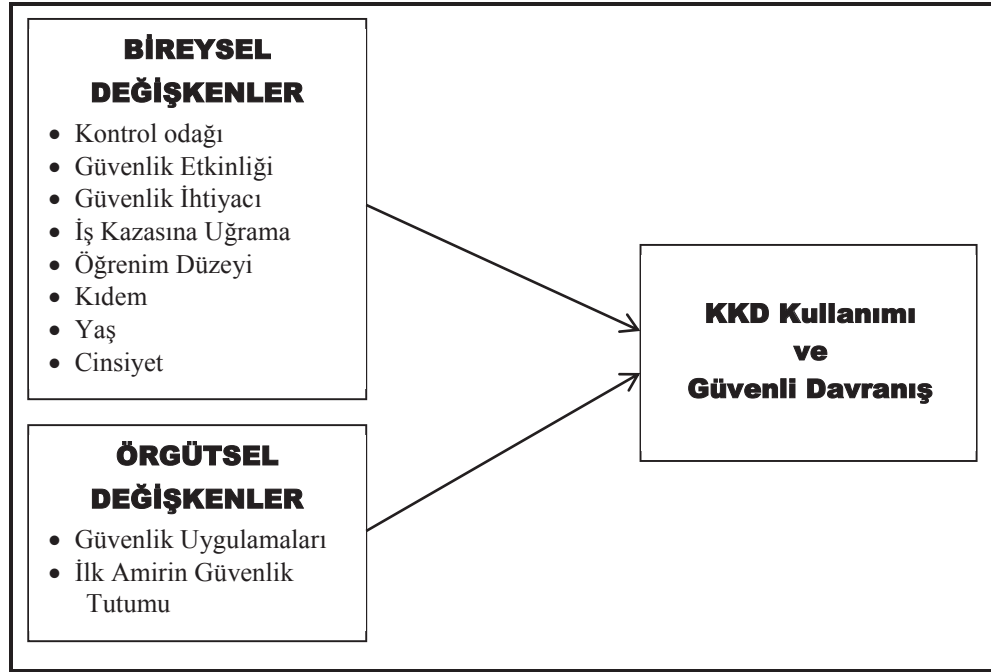 BİREYSEL
DEĞİŞKENLER
• Kontrol odağı
• Güvenlik Etkinliği
• Güvenlik İhtiyacı
• İş Kazasına Uğrama
• Öğrenim Düzeyi
• Kıdem
• Yaş
• Cinsiyet
ÖRGÜTSEL
DEĞİŞKENLER
• Güvenlik Uygulamaları
• İlk Amirin Güvenlik
Tutumu
KKD Kullanımı
ve
Güvenli Davranış